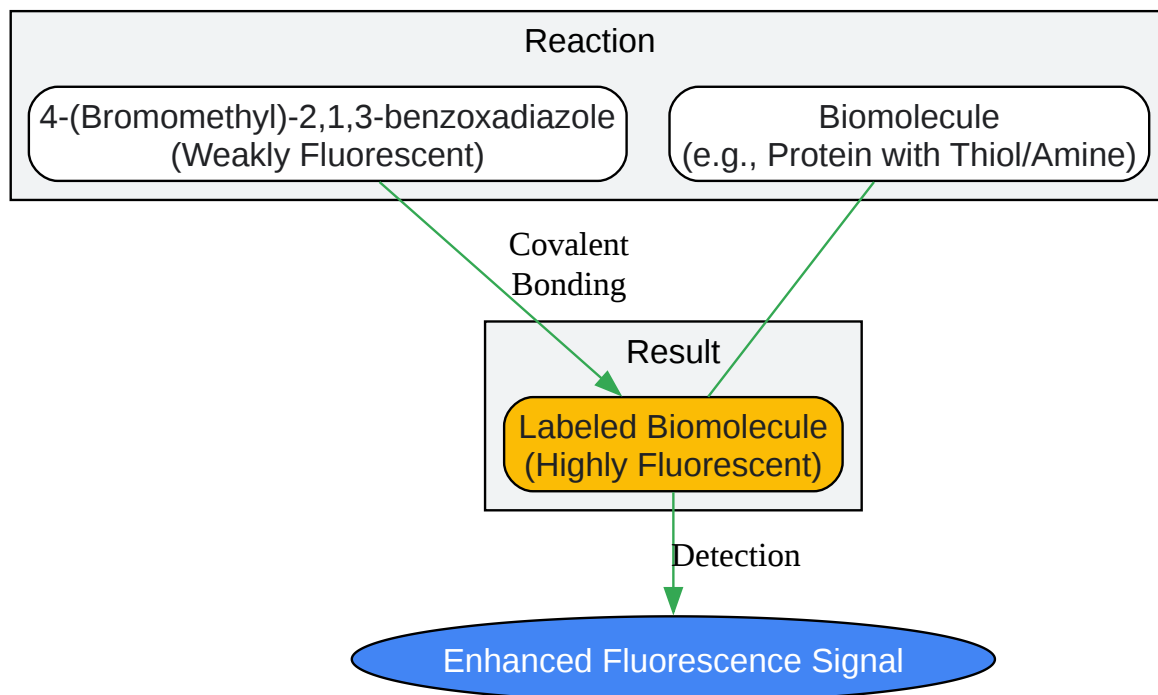 Reaction
4-(Bromomethyl)-2,1,3-benzoxadiazole
(Weakly Fluorescent)
Biomolecule
(e.g., Protein with Thiol/Amine)
Covalent
Bonding
Result
Labeled Biomolecule
(Highly Fluorescent)
Detection
Enhanced Fluorescence Signal